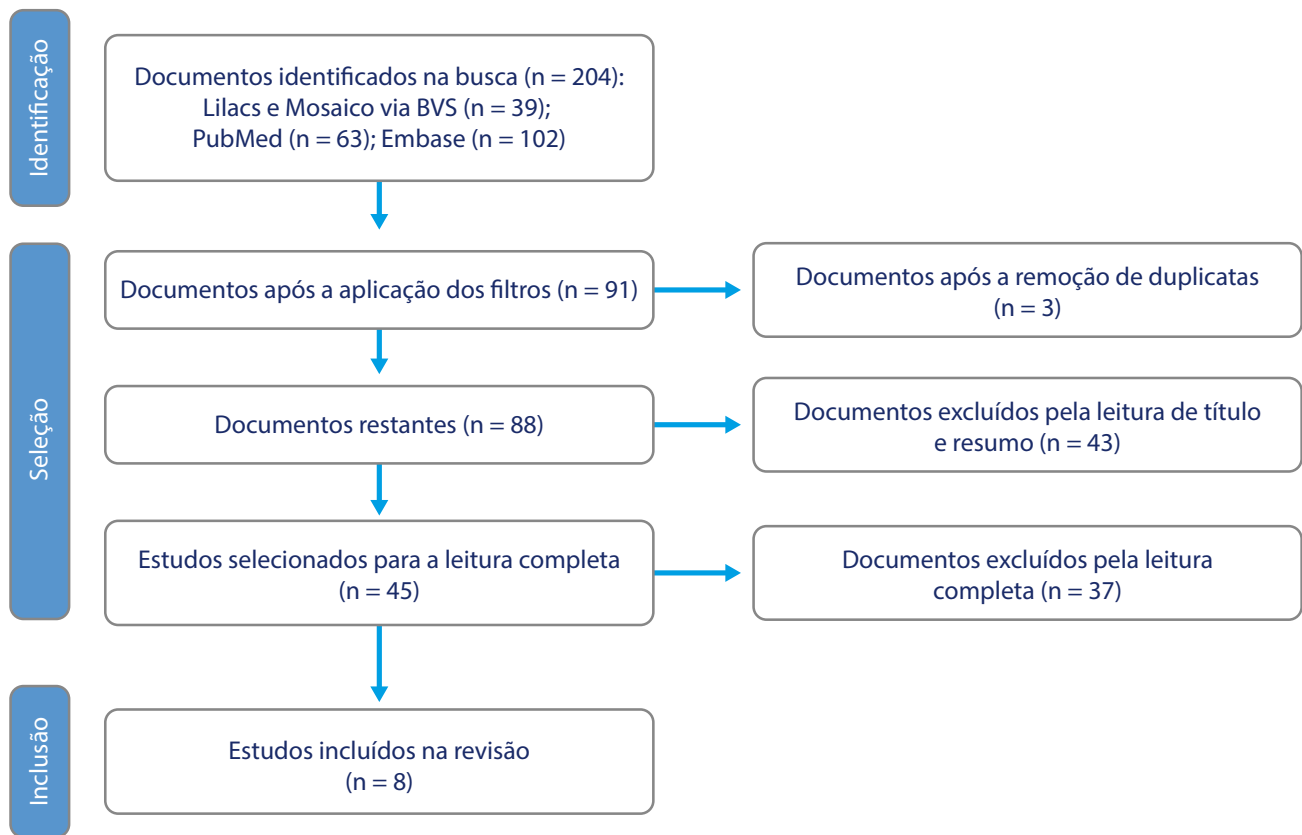 Identificação
Documentos identificados na busca (n = 204):
Lilacs e Mosaico via BVS (n = 39);
PubMed (n = 63); Embase (n = 102)
Seleção
Documentos após a aplicação dos filtros (n = 91)
Documentos após a remoção de duplicatas
(n = 3)
Documentos restantes (n = 88)
Documentos excluídos pela leitura de título
e resumo (n = 43)
Estudos selecionados para a leitura completa
(n = 45)
Documentos excluídos pela leitura
completa (n = 37)
Inclusão
Estudos incluídos na revisão
(n = 8)